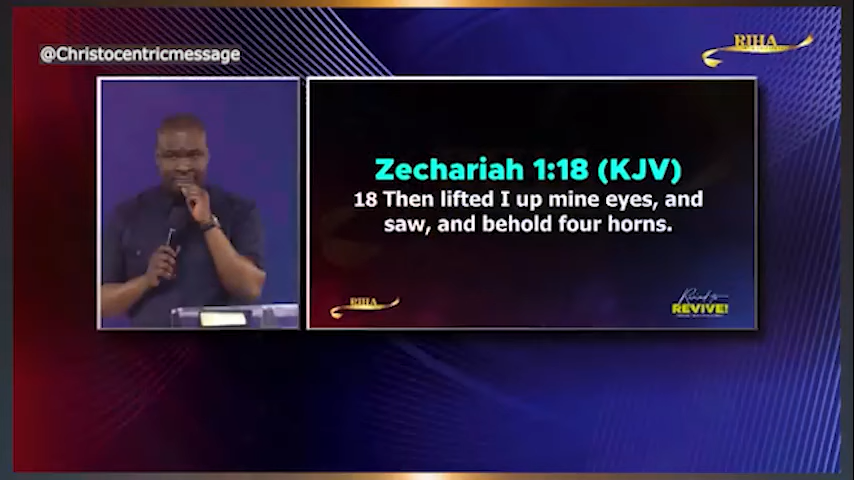 @Christocentricmessage
RIHA
Zechariah 1:18 (KJV)
18 Then lifted I up mine eyes, and
saw, and behold four horns.
RIHA
REVIVE!